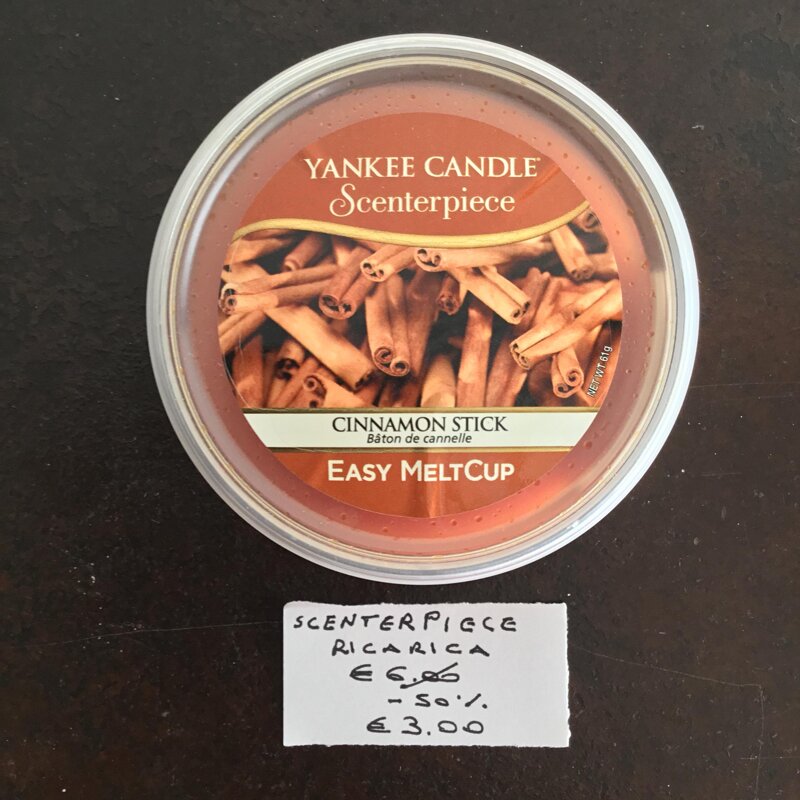 YANKEE CANDLE®
Scenterpiece
NET WT 61g
CINNAMON STICK
Bâton de cannelle
EASY MELTCUP
SCENTERPIECE
RICARICA
€ 6.00
- 50%
€ 3.00